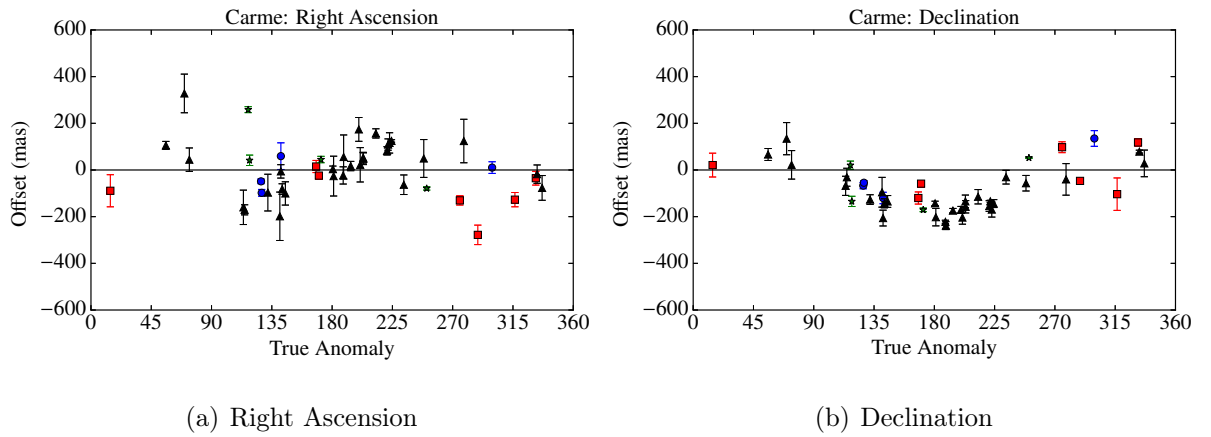 Carme: Right Ascension
600
400
200
0
−200
−400
−600
Offset (mas)
0 45 90 135 180 225 270 315 360
True Anomaly
(a) Right Ascension
Carme: Declination
600
400
200
0
−200
−400
−600
Offset (mas)
0 45 90 135 180 225 270 315 360
True Anomaly
(b) Declination